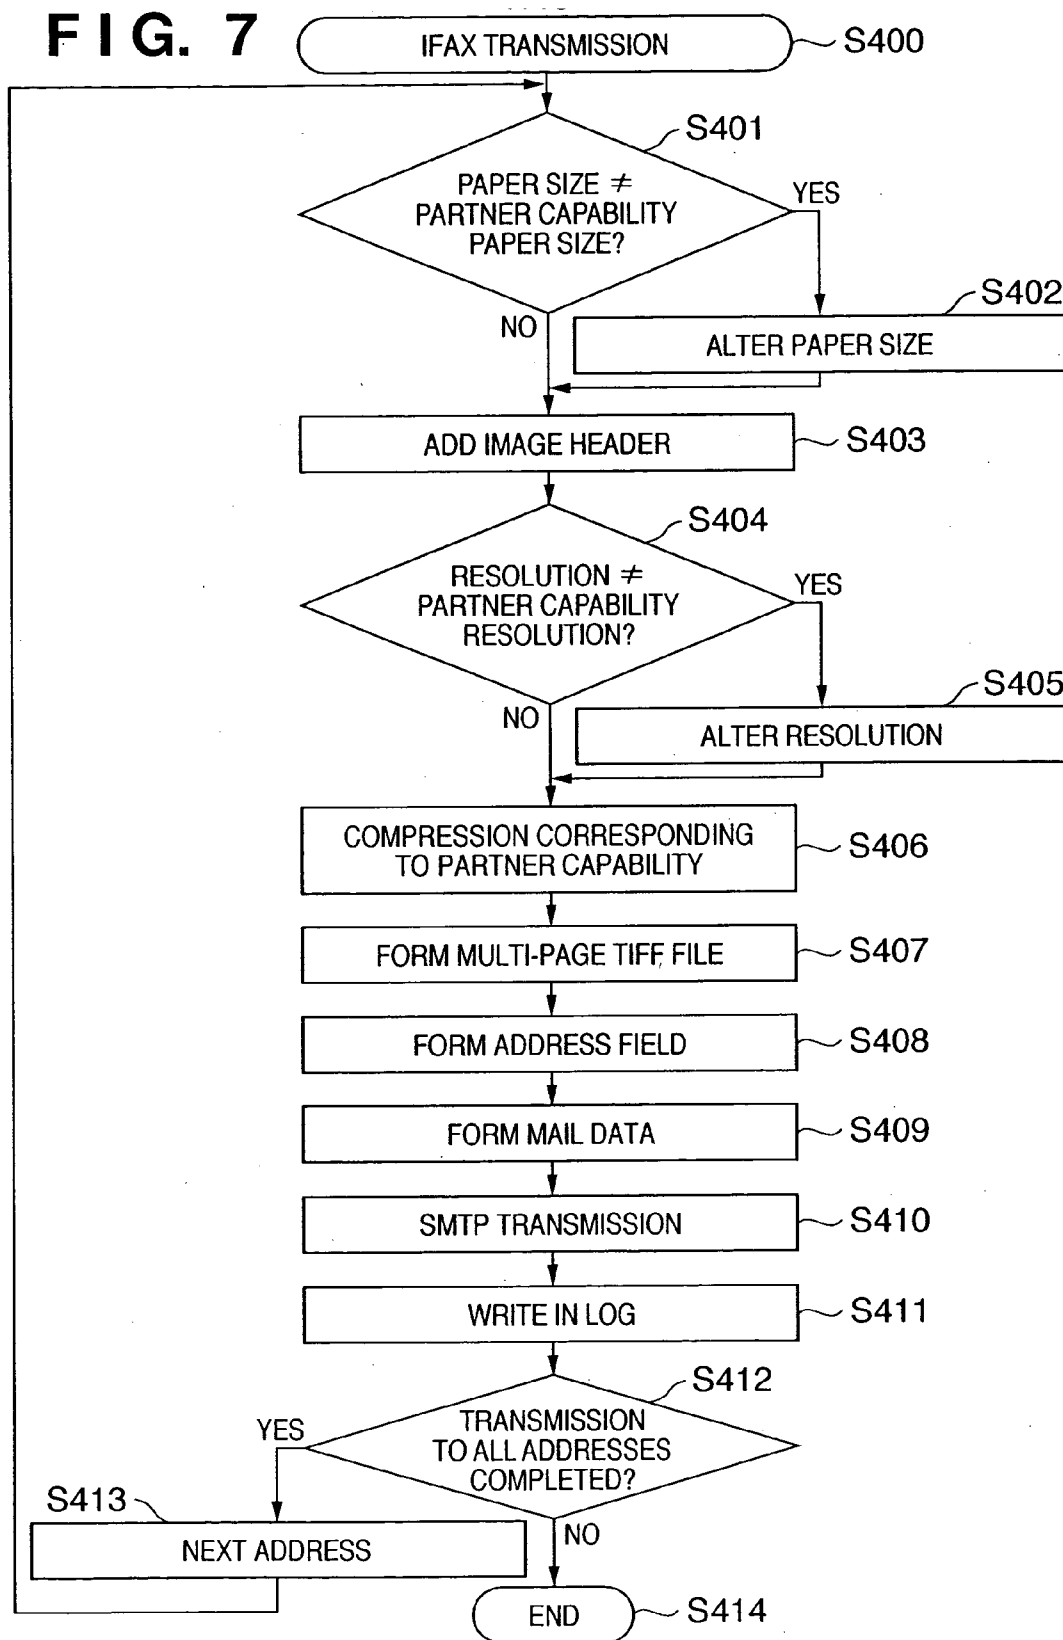 FIG. 7
IFAX TRANSMISSION
S400
S401
PAPER SIZE ≠
PARTNER CAPABILITY
PAPER SIZE?
YES
NO
S402
ALTER PAPER SIZE
ADD IMAGE HEADER
S403
S404
RESOLUTION ≠
PARTNER CAPABILITY
RESOLUTION?
YES
NO
S405
ALTER RESOLUTION
COMPRESSION CORRESPONDING
TO PARTNER CAPABILITY
S406
FORM MULTI-PAGE TIFF FILE
S407
FORM ADDRESS FIELD
S408
FORM MAIL DATA
S409
SMTP TRANSMISSION
S410
WRITE IN LOG
S411
S412
TRANSMISSION
TO ALL ADDRESSES
COMPLETED?
YES
NO
S413
NEXT ADDRESS
END
S414